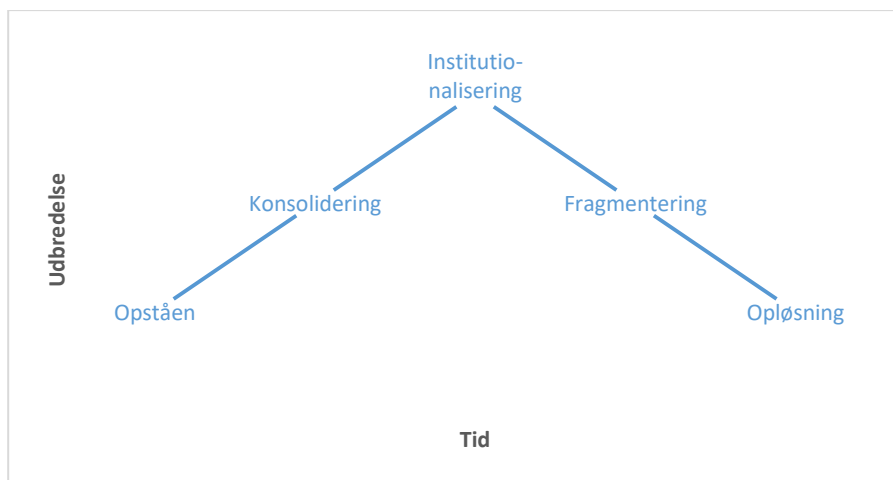 Institutio-
nalisering
Konsolidering
Fragmentering
Udbredelse
Opståen
Opløsning
Tid